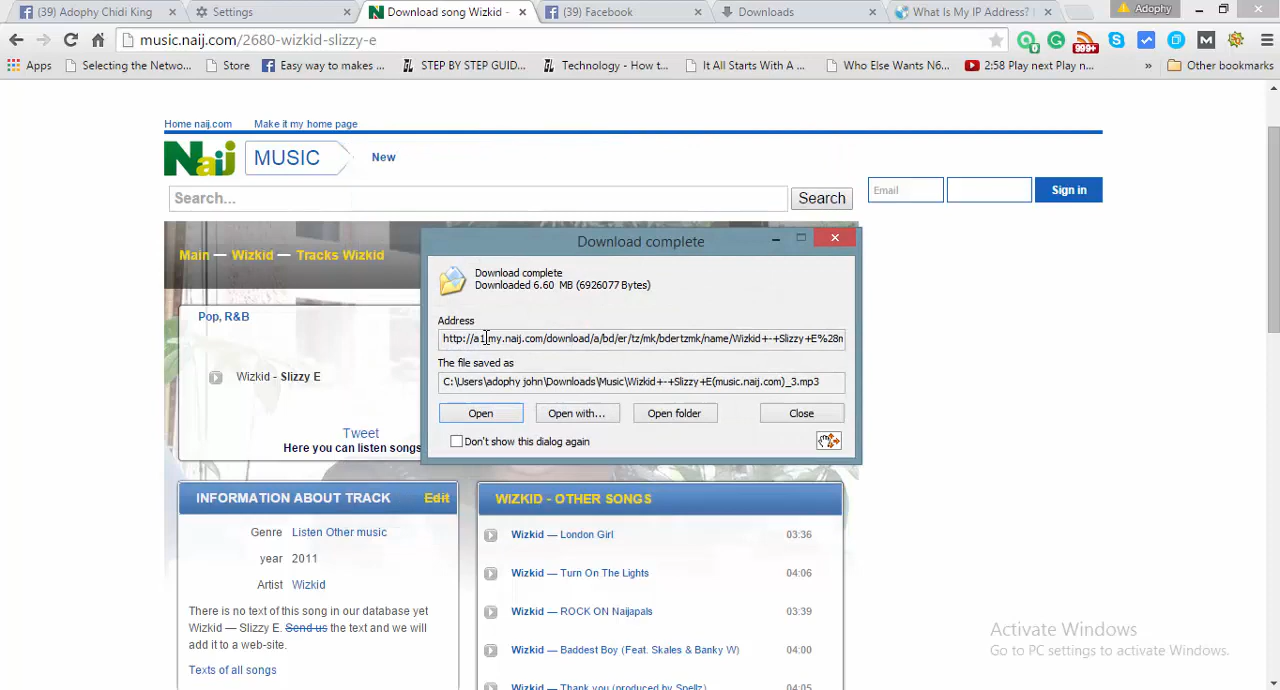 (39) Adophy Chidi King
Settings
Download song Wizkid -
(39) Facebook
Downloads
What Is My IP Address?
Adophy
music.naij.com/2680-wizkid-slizzy-e
0
999+
M
Apps
Selecting the Netwo...
Store
Easy way to makes ...
STEP BY STEP GUID...
Technology - How t...
It All Starts With A ...
Who Else Wants N6...
2:58 Play next Play n...
»
Other bookmarks
Home naij.com
Make it my home page
Naij
MUSIC
New
Search...
Search
Email
Sign in
Main — Wizkid — Tracks Wizkid
Pop, R&B
Wizkid - Slizzy E
Tweet
Here you can listen songs
Download complete
Download complete
Downloaded 6.60 MB (6926077 Bytes)
Address
http://a1.my.naij.com/download/a/bd/er/tz/mk/bdertzmk/name/Wizkid+-+Slizzy+E%28n
The file saved as
C:\Users\adophy john\Downloads\Music\Wizkid+-+Slizzy+E(music.naij.com)_3.mp3
Open
Open with...
Open folder
Close
Don't show this dialog again
INFORMATION ABOUT TRACK
Edit
Genre Listen Other music
year 2011
Artist Wizkid
There is no text of this song in our database yet
Wizkid — Slizzy E. Send us the text and we will
add it to a web-site.
Texts of all songs
WIZKID - OTHER SONGS
Wizkid — London Girl 03:36
Wizkid — Turn On The Lights 04:06
Wizkid — ROCK ON Naijapals 03:39
Wizkid — Baddest Boy (Feat. Skales & Banky W) 04:00
Wizkid — Thank you (produced by Spellz) 04:05
Activate Windows
Go to PC settings to activate Windows.